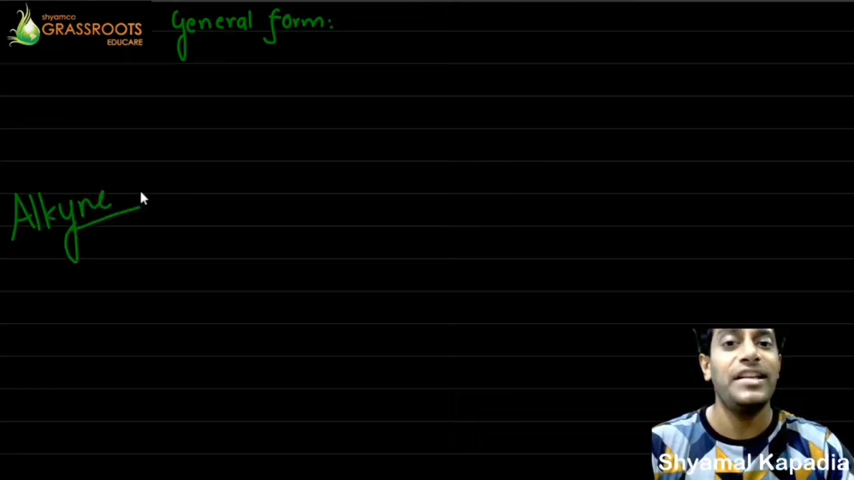 shyamco
GRASSROOTS
EDUCARE
General form:
Alkyne
Shyamal Kapadia